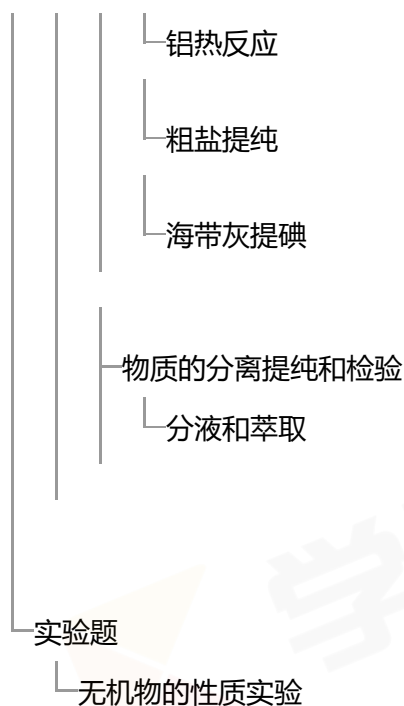 铝热反应
粗盐提纯
海带灰提碘
物质的分离提纯和检验
分液和萃取
学
实验题
无机物的性质实验